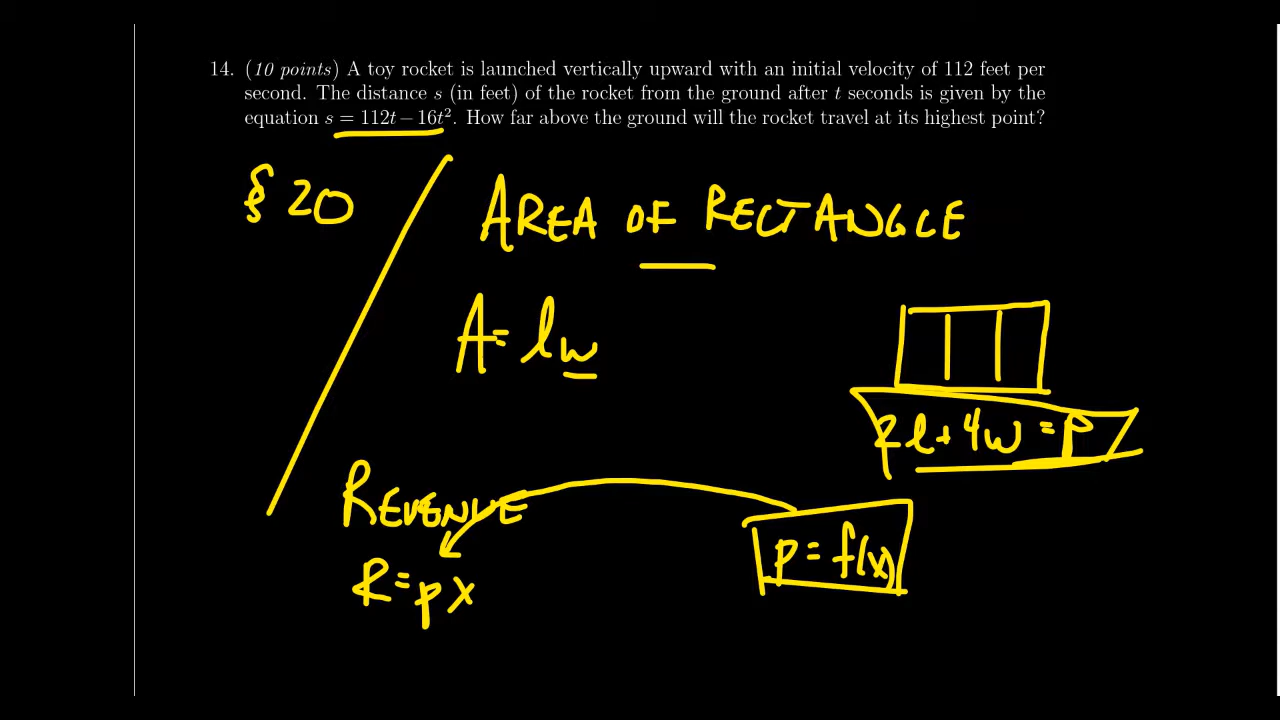 14. (10 points) A toy rocket is launched vertically upward with an initial velocity of 112 feet per
second. The distance s (in feet) of the rocket from the ground after t seconds is given by the
equation s = 112t − 16t². How far above the ground will the rocket travel at its highest point?
§ 20
AREA OF RECTANGLE
A = lw
2l + 4w = P
REVENUE
p = f(x)
R = px